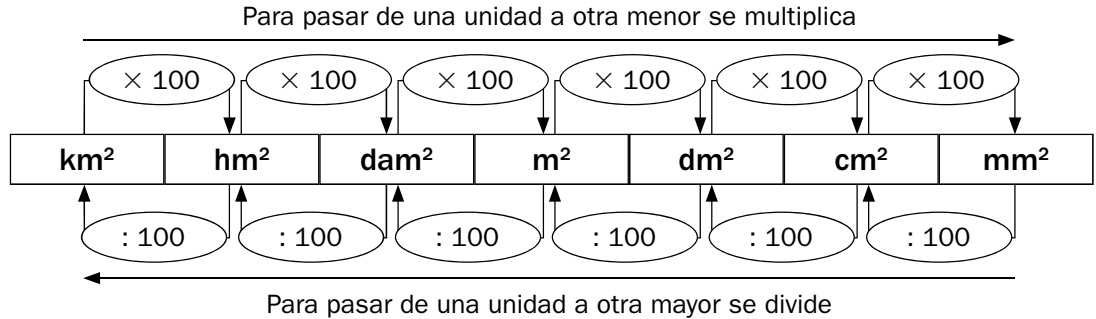 Para pasar de una unidad a otra menor se multiplica
× 100 × 100 × 100 × 100 × 100 × 100
km² hm² dam² m² dm² cm² mm²
: 100 : 100 : 100 : 100 : 100 : 100
Para pasar de una unidad a otra mayor se divide